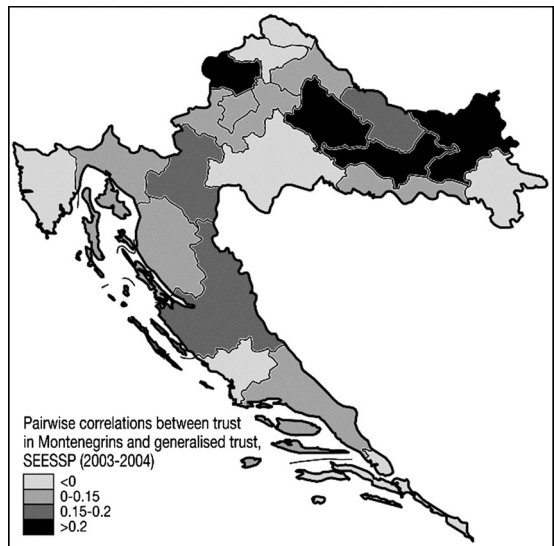 Pairwise correlations between trust
in Montenegrins and generalised trust,
SEESSP (2003-2004)
<0
0-0.15
0.15-0.2
>0.2